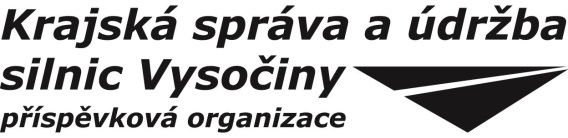 Krajská správa a údržba
silnic Vysočiny
příspěvková organizace